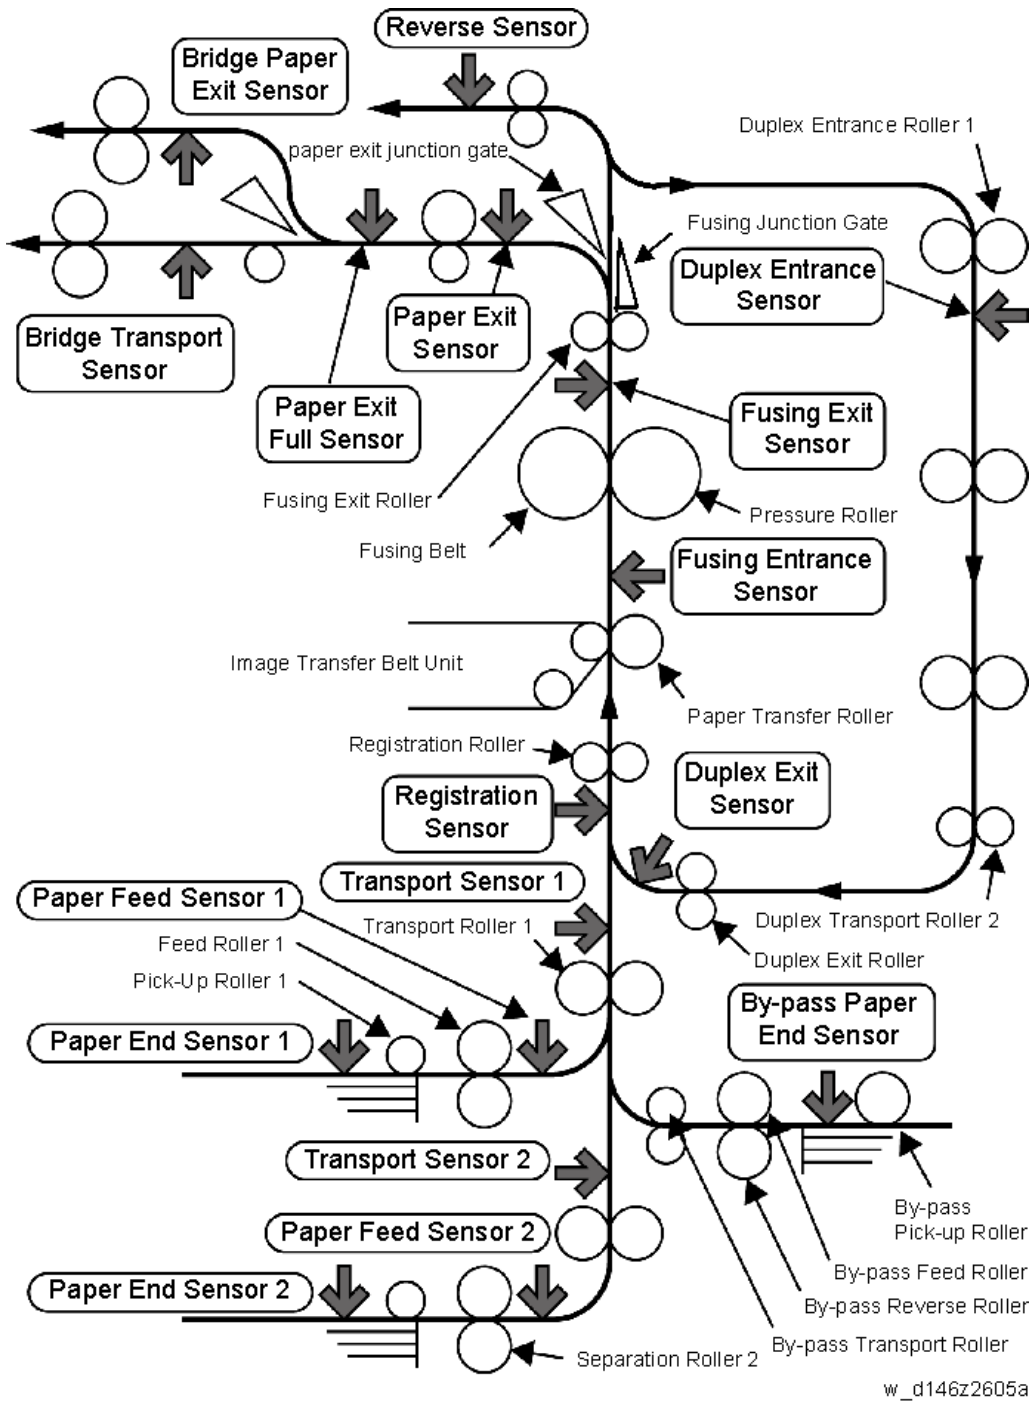 Reverse Sensor
Bridge Paper
Exit Sensor
Duplex Entrance Roller 1
paper exit junction gate
Fusing Junction Gate
Duplex Entrance
Sensor
Paper Exit
Sensor
Bridge Transport
Sensor
Paper Exit
Full Sensor
Fusing Exit
Sensor
Fusing Exit Roller
Pressure Roller
Fusing Belt
Fusing Entrance
Sensor
Image Transfer Belt Unit
Paper Transfer Roller
Registration Roller
Duplex Exit
Sensor
Registration
Sensor
Transport Sensor 1
Paper Feed Sensor 1
Transport Roller 1
Duplex Transport Roller 2
Feed Roller 1
Duplex Exit Roller
Pick-Up Roller 1
By-pass Paper
End Sensor
Paper End Sensor 1
Transport Sensor 2
By-pass
Pick-up Roller
Paper Feed Sensor 2
By-pass Feed Roller
Paper End Sensor 2
By-pass Reverse Roller
By-pass Transport Roller
Separation Roller 2
w_d146z2605a